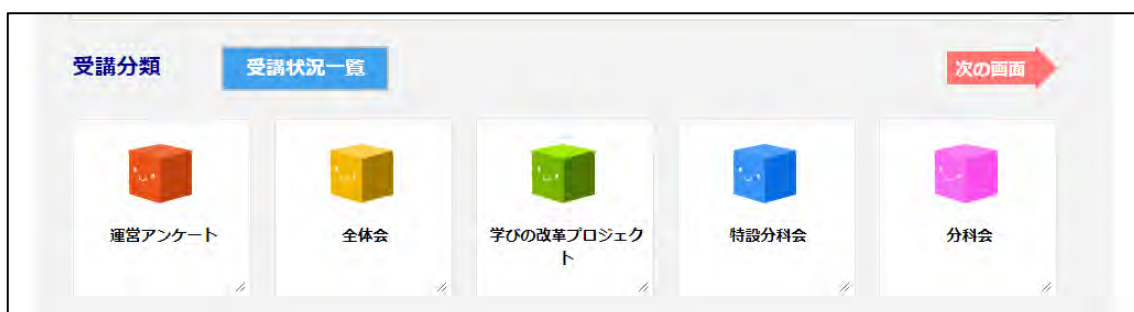 受講分類
受講状況一覧
次の画面
運営アンケート
全体会
学びの改革プロジェク
ト
特設分科会
分科会